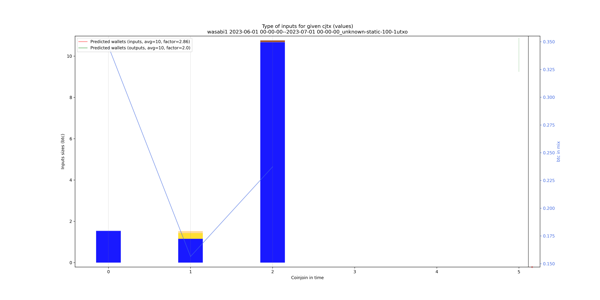 Type of inputs for given cjtx (values)
wasabi1 2023-06-01 00-00-00--2023-07-01 00-00-00_unknown-static-100-1utxo
Predicted wallets (inputs, avg=10, factor=2.86)
Predicted wallets (outputs, avg=10, factor=2.0)
Inputs sizes (btc)
10
8
6
4
2
0
0.350
0.325
0.300
0.275
0.250
0.225
0.200
0.175
0.150
btc in mix
0 1 2 3 4 5
Coinjoin in time